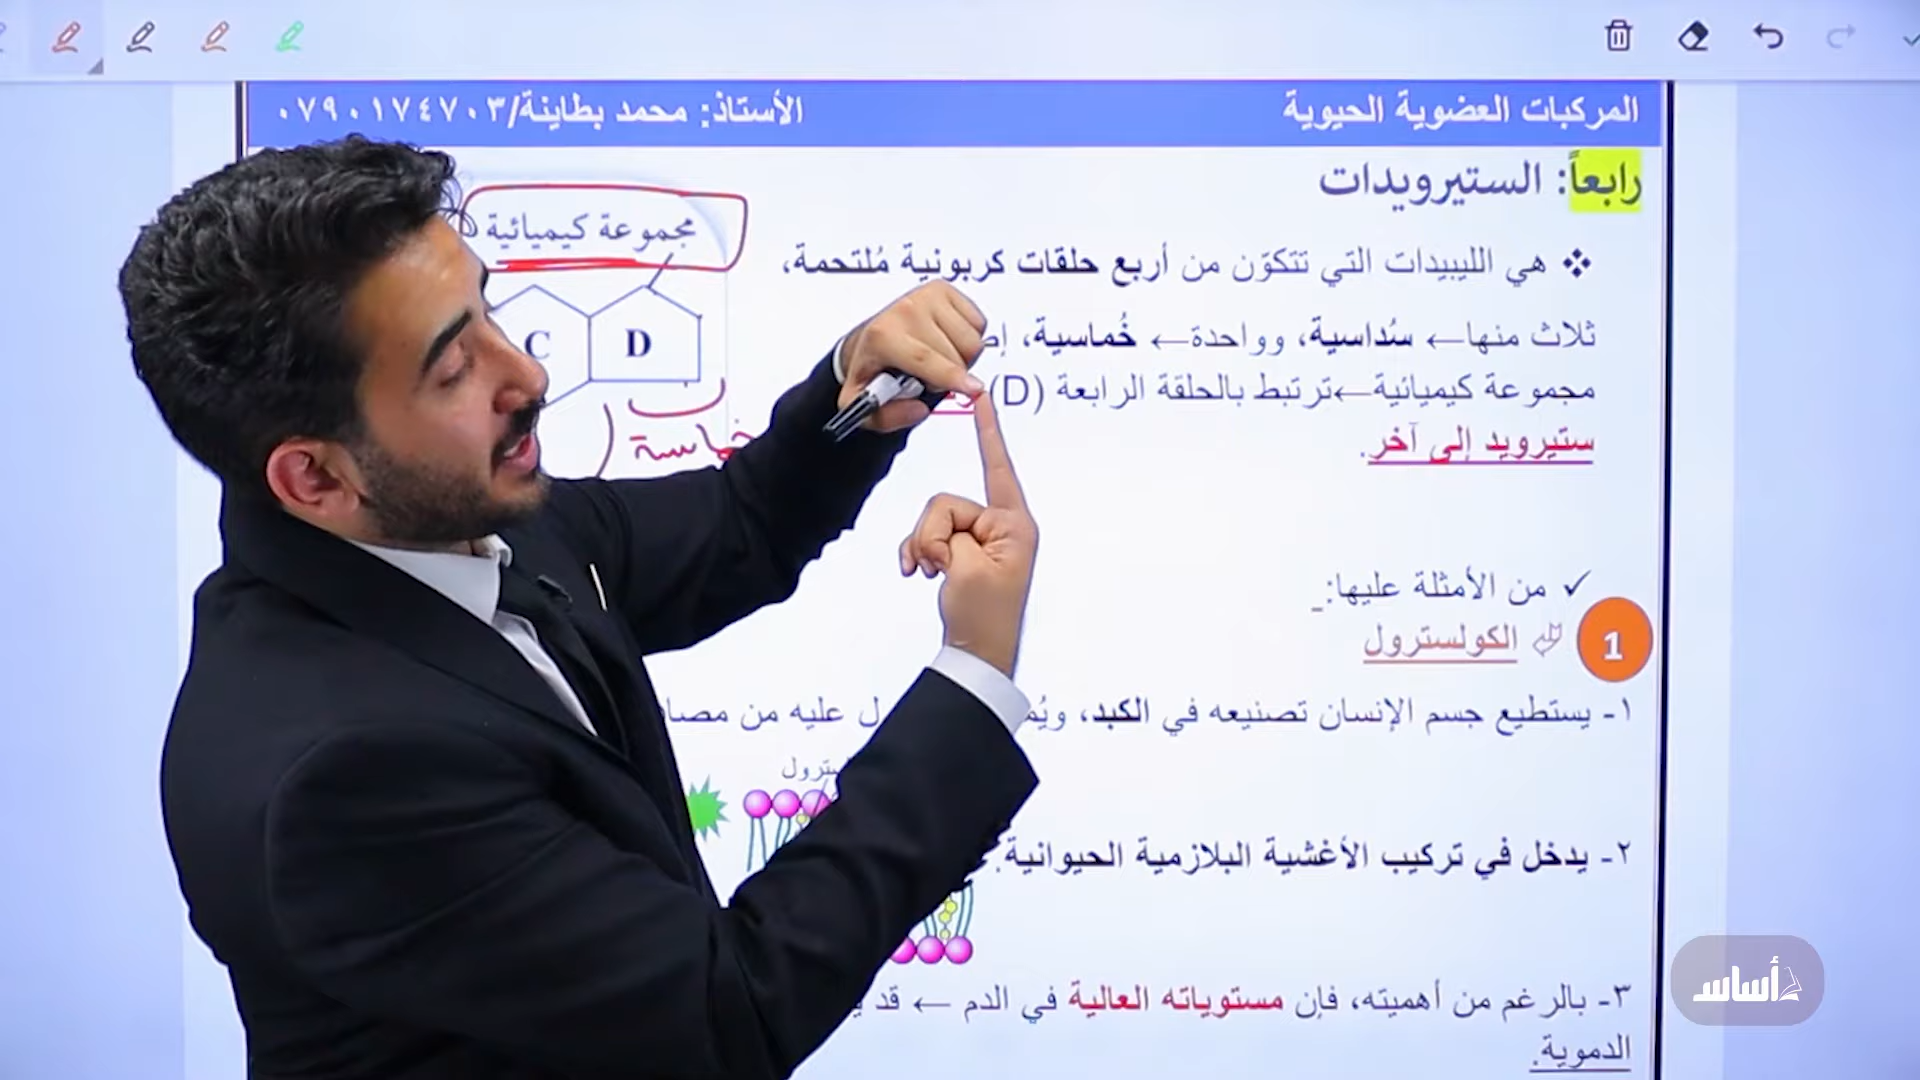 المركبات العضوية الحيوية
الأستاذ: محمد بطاينة/٠٧٩٠١٧٤٧٠٣
رابعاً: الستيرويدات
هي الليبيدات التي تتكوّن من أربع حلقات كربونية مُلتحمة،
ثلاث منها← سُداسية، وواحدة← خُماسية،
مجموعة كيميائية←ترتبط بالحلقة الرابعة (D)
ستيرويد إلى آخر.
مجموعة كيميائية
C
D
خماسية
✓ من الأمثلة عليها:
1
الكولسترول
١- يستطيع جسم الإنسان تصنيعه في الكبد، عليه من
٢- يدخل في تركيب الأغشية البلازمية الحيوانية.
٣- بالرغم من أهميته، فإن مستوياته العالية في الدم ← قد
الدموية.
أساس